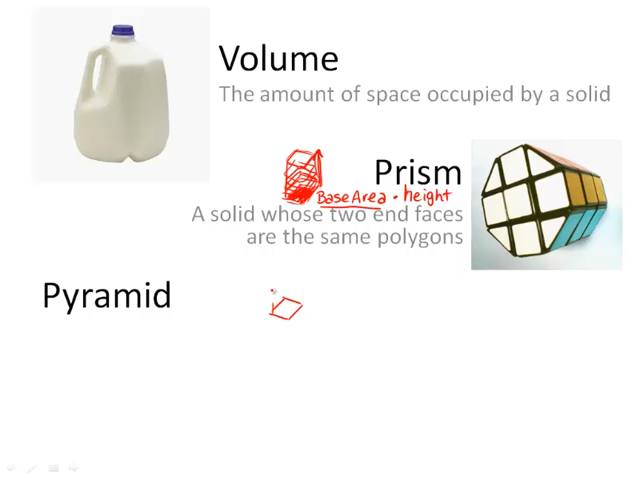 Volume
The amount of space occupied by a solid
Prism
Base Area • height
A solid whose two end faces
are the same polygons
Pyramid